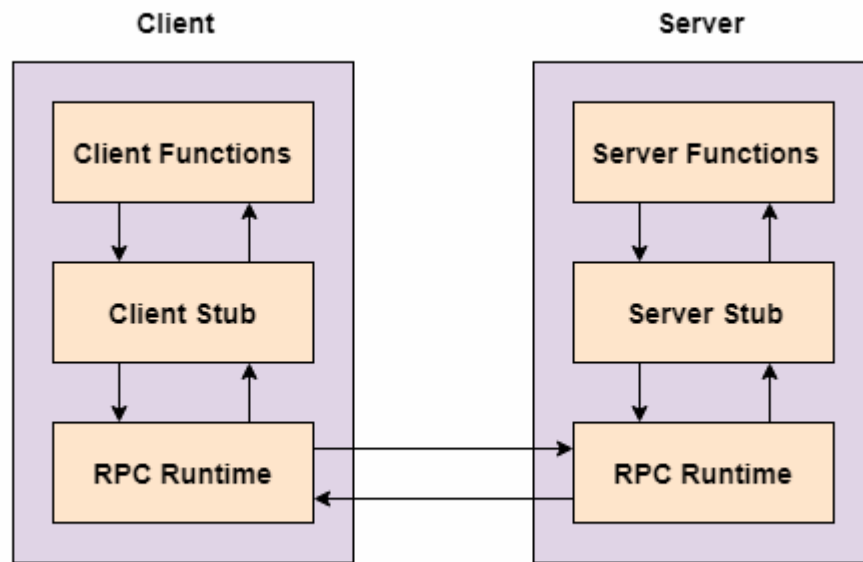 Client
Server
Client Functions
Server Functions
Client Stub
Server Stub
RPC Runtime
RPC Runtime